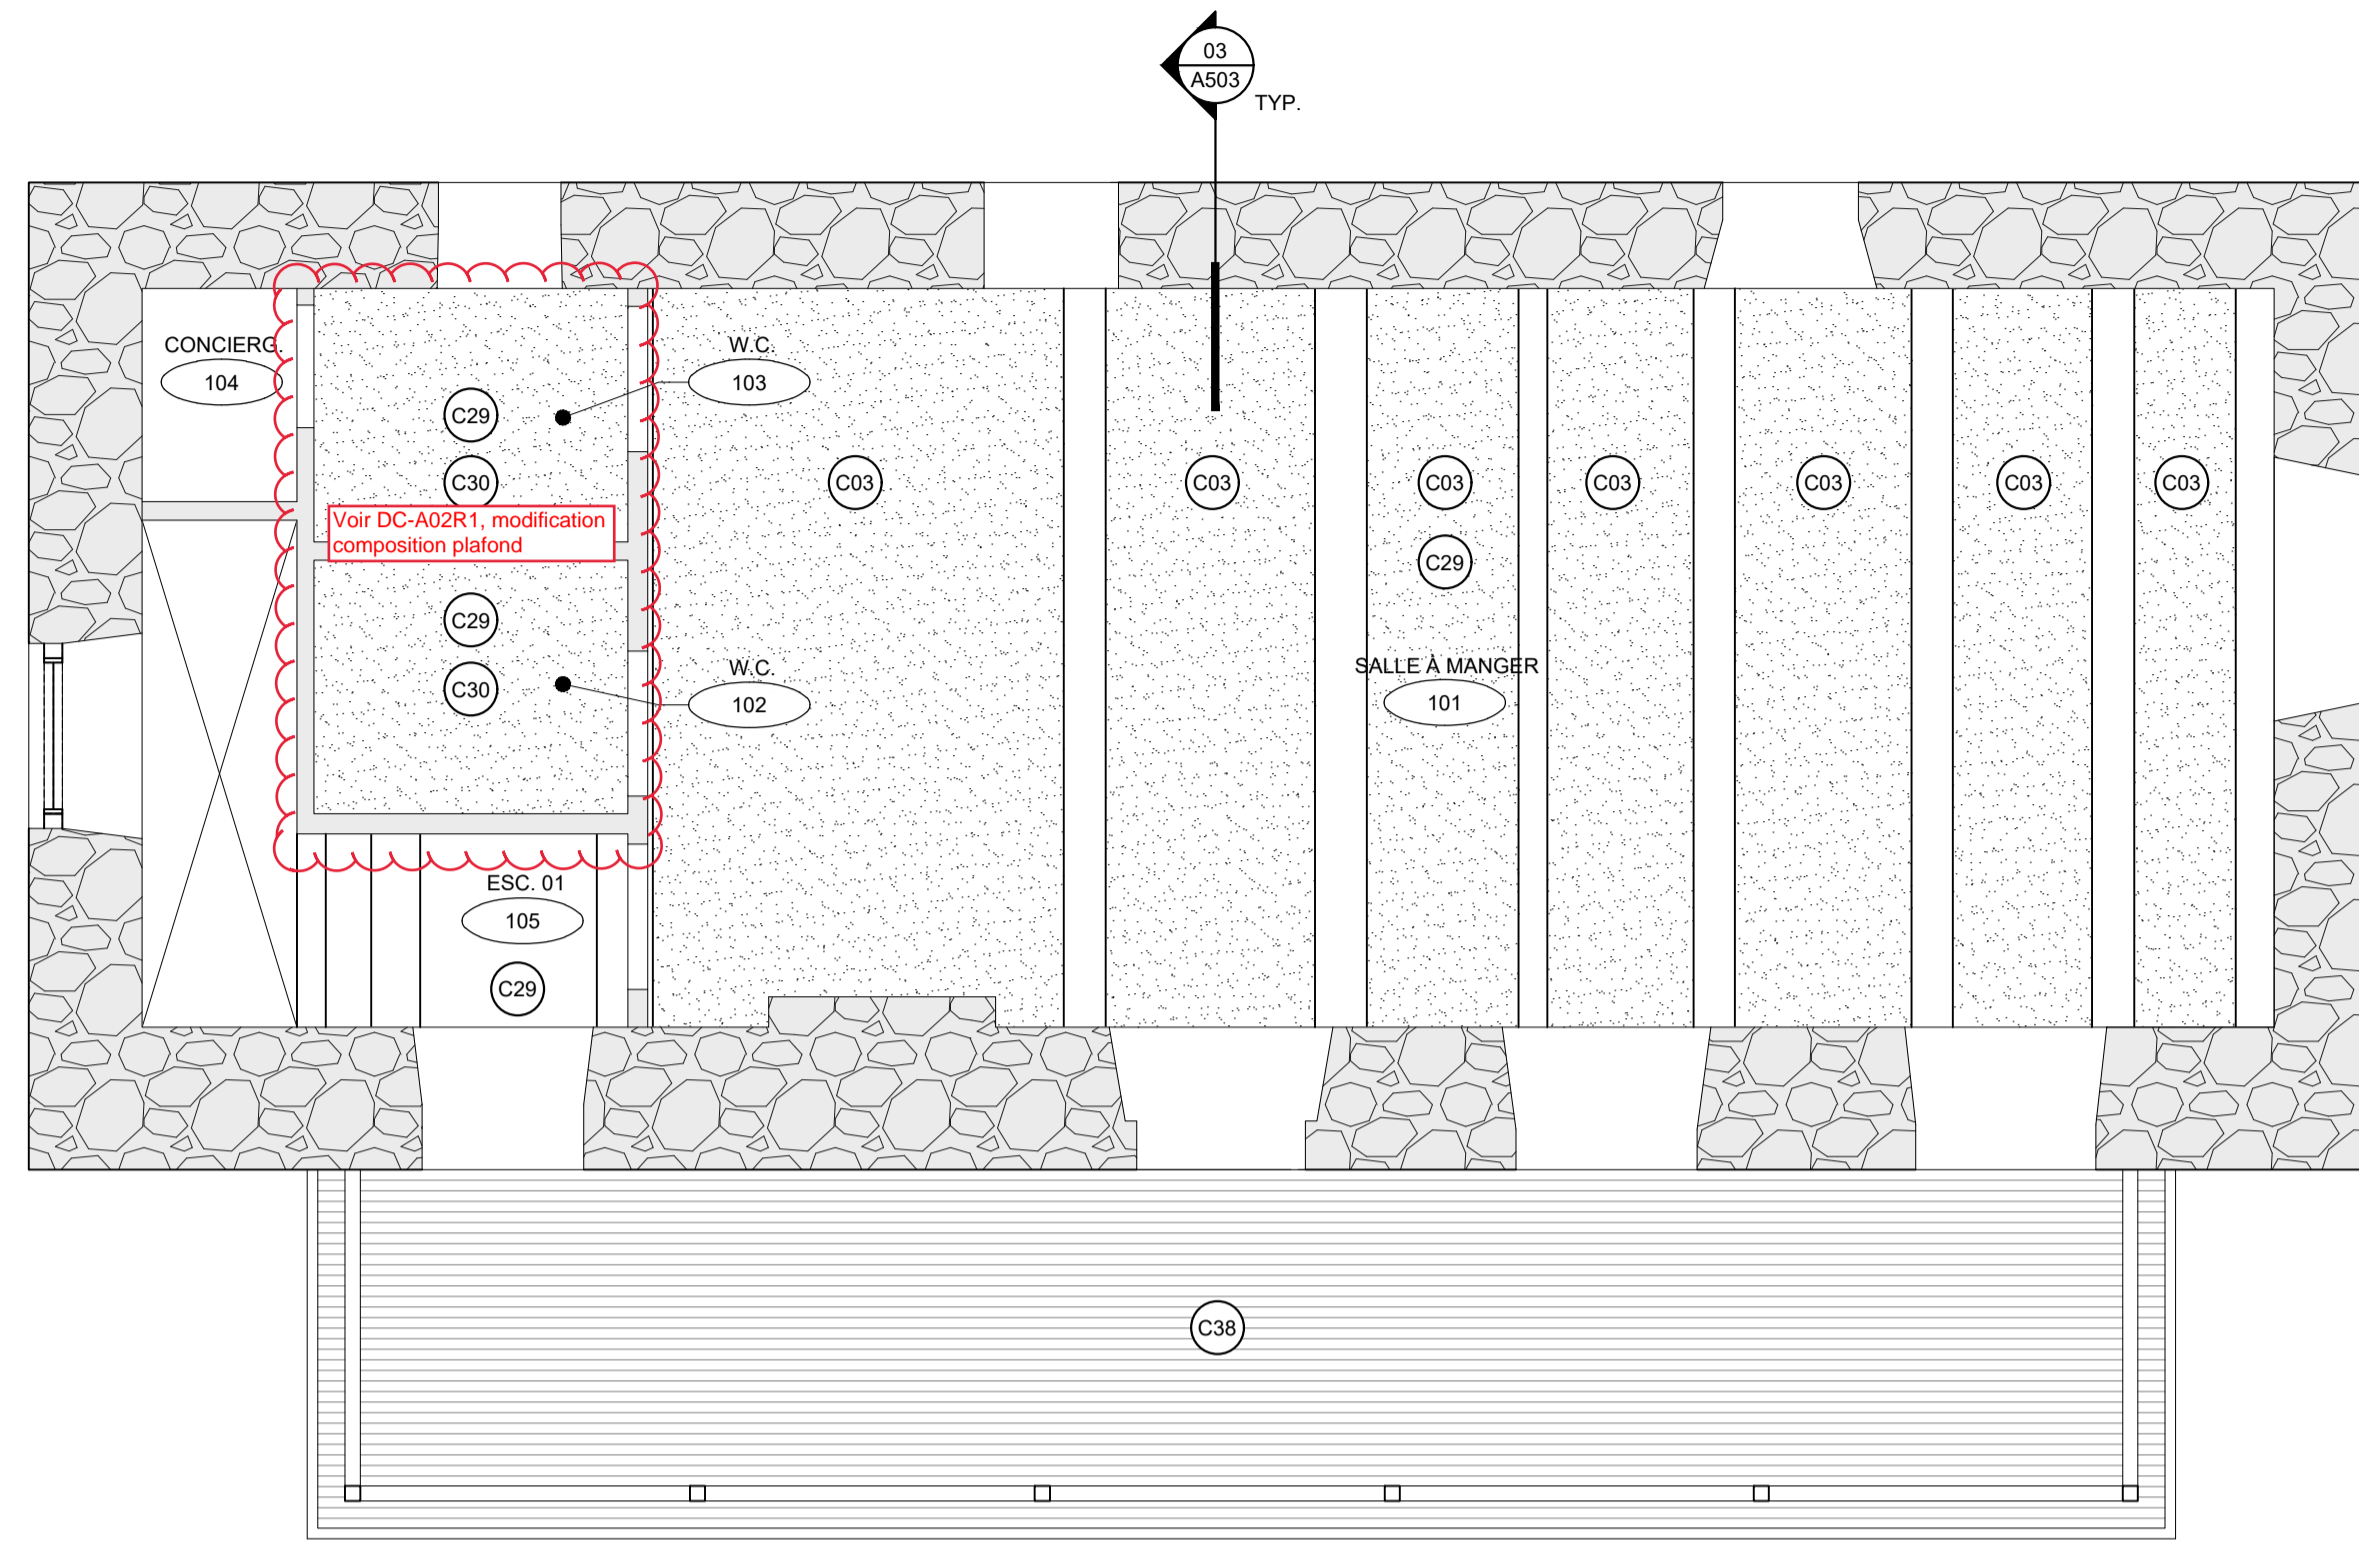 03
A503
TYP.
CONCIERG.
104
W.C.
103
C29
C30
C03
C03
C03
C03
C03
C03
C03
Voir DC-A02R1, modification
composition plafond
C29
C29
C30
W.C.
102
SALLE À MANGER
101
ESC. 01
105
C29
C38